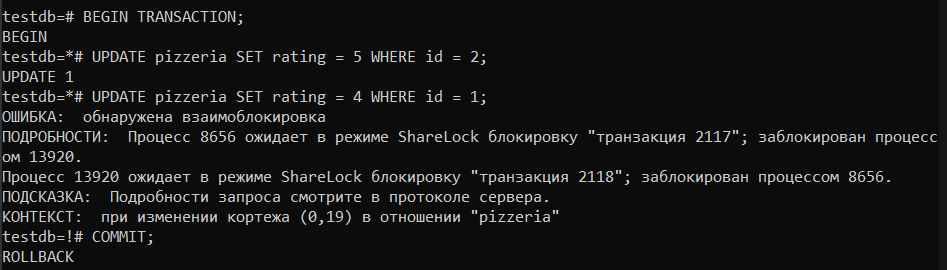 testdb=# BEGIN TRANSACTION;
BEGIN
testdb=*# UPDATE pizzeria SET rating = 5 WHERE id = 2;
UPDATE 1
testdb=*# UPDATE pizzeria SET rating = 4 WHERE id = 1;
ОШИБКА:  обнаружена взаимоблокировка
ПОДРОБНОСТИ:  Процесс 8656 ожидает в режиме ShareLock блокировку "транзакция 2117"; заблокирован процесс
ом 13920.
Процесс 13920 ожидает в режиме ShareLock блокировку "транзакция 2118"; заблокирован процессом 8656.
ПОДСКАЗКА:  Подробности запроса смотрите в протоколе сервера.
КОНТЕКСТ:  при изменении кортежа (0,19) в отношении "pizzeria"
testdb=!# COMMIT;
ROLLBACK